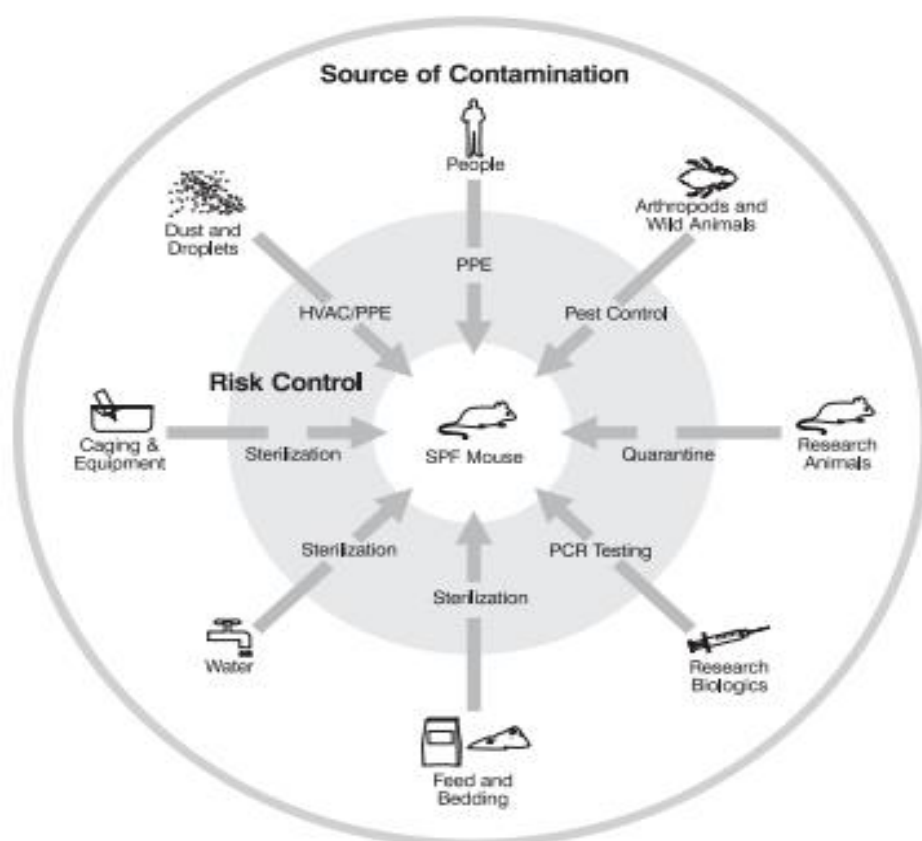 Source of Contamination
People
Arthropods and
Wild Animals
Dust and
Droplets
PPE
HVAC/PPE
Pest Control
Risk Control
Caging &
Equipment
Sterilization
SPF Mouse
Quarantine
Research
Animals
Sterilization
PCR Testing
Sterilization
Water
Research
Biologics
Feed and
Bedding